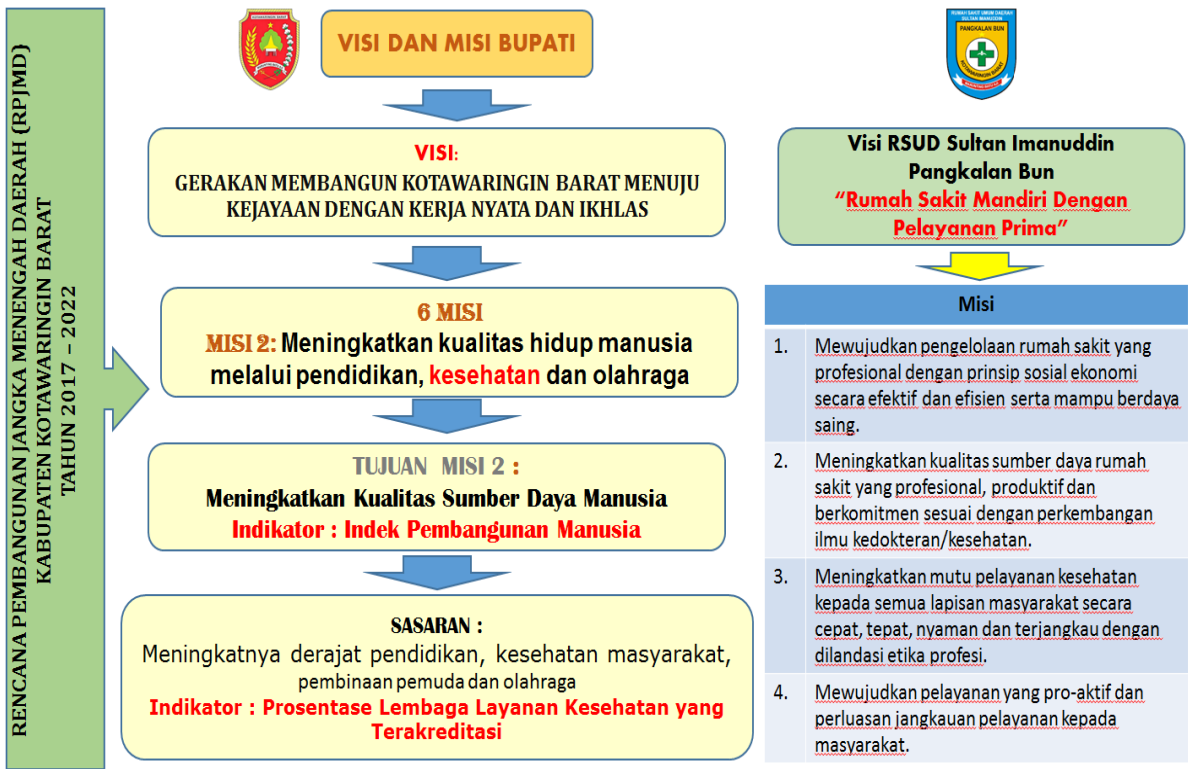 RENCANA PEMBANGUNAN JANGKA MENENGAH DAERAH (RPJMD)
KABUPATEN KOTAWARINGIN BARAT
TAHUN 2017 – 2022
VISI DAN MISI BUPATI
VISI:
GERAKAN MEMBANGUN KOTAWARINGIN BARAT MENUJU
KEJAYAAN DENGAN KERJA NYATA DAN IKHLAS
6 MISI
MISI 2: Meningkatkan kualitas hidup manusia
melalui pendidikan, kesehatan dan olahraga
TUJUAN MISI 2 :
Meningkatkan Kualitas Sumber Daya Manusia
Indikator : Indek Pembangunan Manusia
SASARAN :
Meningkatnya derajat pendidikan, kesehatan masyarakat,
pembinaan pemuda dan olahraga
Indikator : Prosentase Lembaga Layanan Kesehatan yang
Terakreditasi
RUMAH SAKIT UMUM DAERAH
SULTAN IMANUDDIN
PANGKALAN BUN
KOTAWARINGIN BARAT
Visi RSUD Sultan Imanuddin
Pangkalan Bun
“Rumah Sakit Mandiri Dengan
Pelayanan Prima”
Misi
1. Mewujudkan pengelolaan rumah sakit yang
profesional dengan prinsip sosial ekonomi
secara efektif dan efisien serta mampu berdaya
saing.
2. Meningkatkan kualitas sumber daya rumah
sakit yang profesional, produktif dan
berkomitmen sesuai dengan perkembangan
ilmu kedokteran/kesehatan.
3. Meningkatkan mutu pelayanan kesehatan
kepada semua lapisan masyarakat secara
cepat, tepat, nyaman dan terjangkau dengan
dilandasi etika profesi.
4. Mewujudkan pelayanan yang pro-aktif dan
perluasan jangkauan pelayanan kepada
masyarakat.